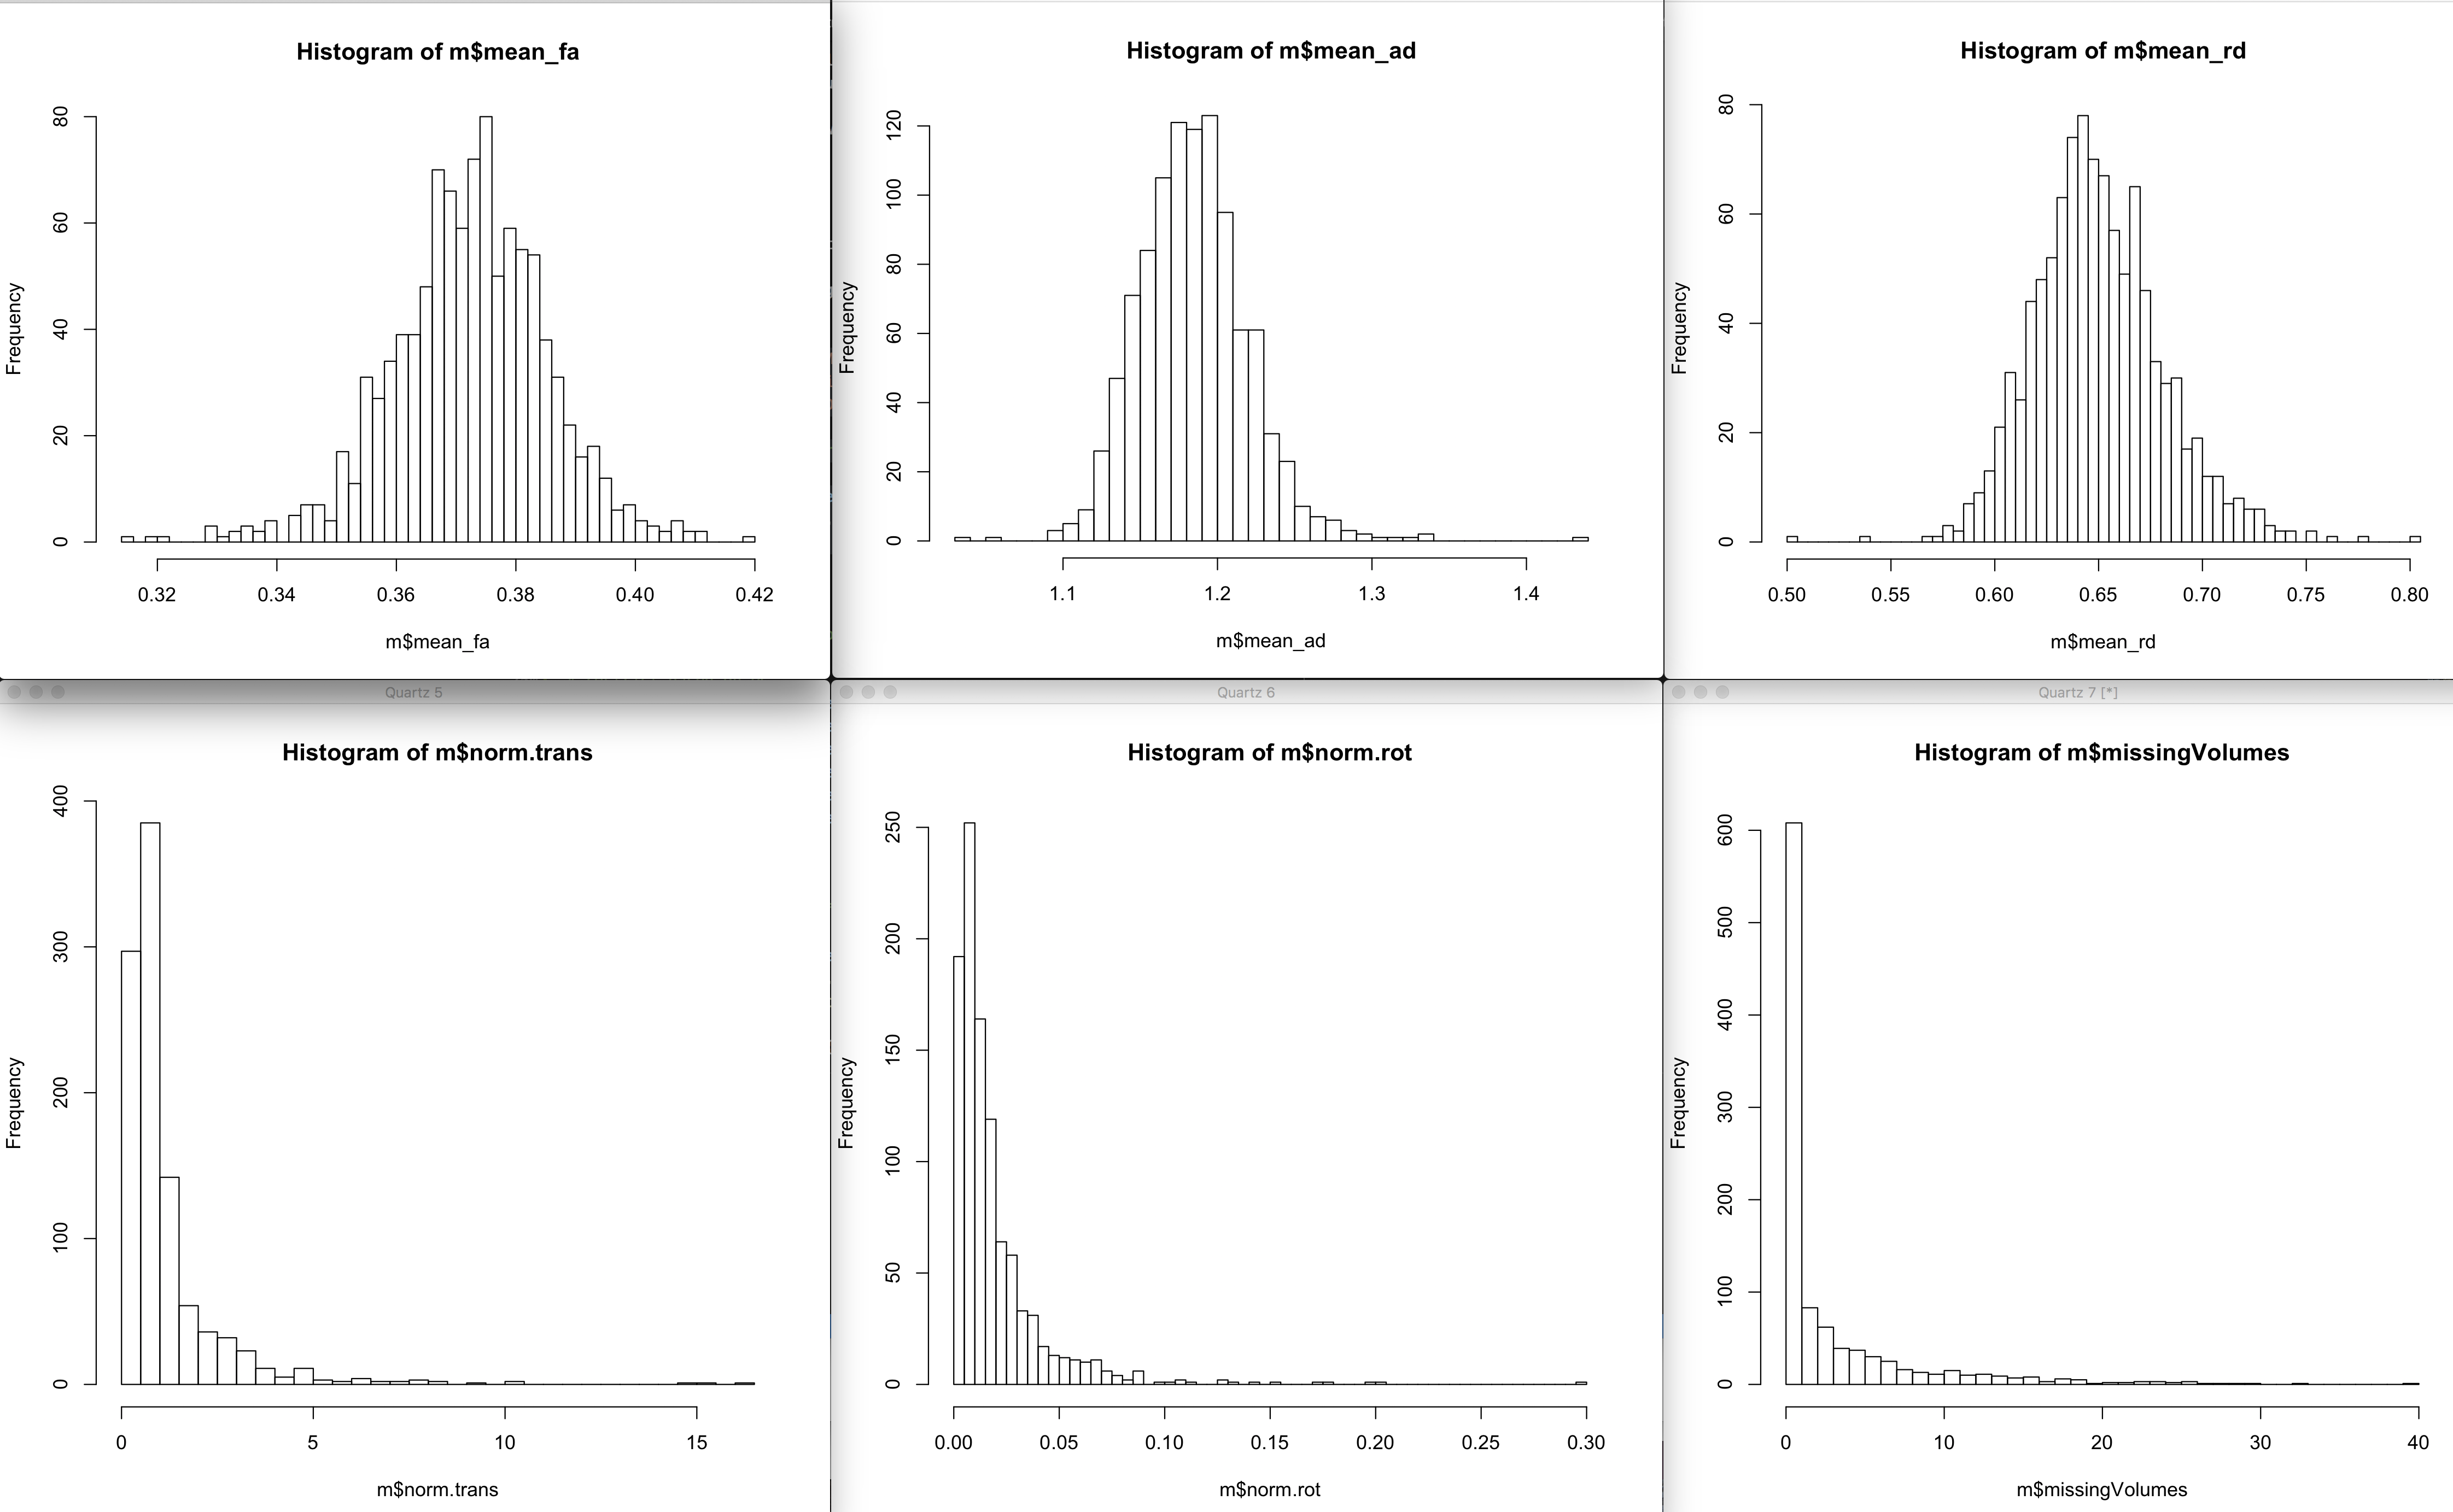 Histogram of m$mean_fa
Frequency
80
60
40
20
0
0.32 0.34 0.36 0.38 0.40 0.42
m$mean_fa
Histogram of m$mean_ad
Frequency
120
100
80
60
40
20
0
1.1 1.2 1.3 1.4
m$mean_ad
Histogram of m$mean_rd
Frequency
80
60
40
20
0
0.50 0.55 0.60 0.65 0.70 0.75 0.80
m$mean_rd
Quartz 5
Histogram of m$norm.trans
Frequency
400
300
200
100
0
0 5 10 15
m$norm.trans
Quartz 6
Histogram of m$norm.rot
Frequency
250
200
150
100
50
0
0.00 0.05 0.10 0.15 0.20 0.25 0.30
m$norm.rot
Quartz 7 [*]
Histogram of m$missingVolumes
Frequency
600
500
400
300
200
100
0
0 10 20 30 40
m$missingVolumes